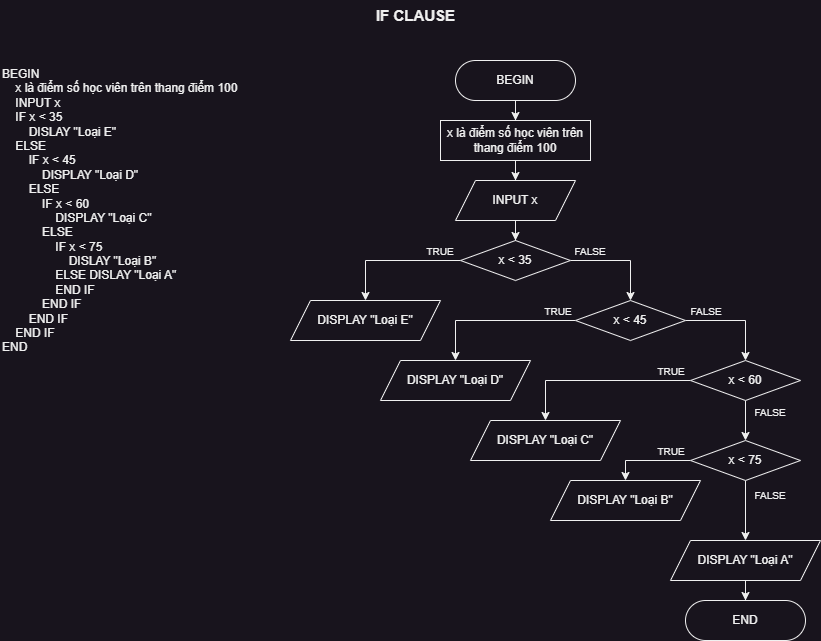 IF CLAUSE
BEGIN
x là điểm số học viên trên thang điểm 100
INPUT x
IF x < 35
DISLAY "Loại E"
ELSE
IF x < 45
DISPLAY "Loại D"
ELSE
IF x < 60
DISPLAY "Loại C"
ELSE
IF x < 75
DISLAY "Loại B"
ELSE DISLAY "Loại A"
END IF
END IF
END IF
END IF
END
BEGIN
x là điểm số học viên trên
thang điểm 100
INPUT x
TRUE
x < 35
FALSE
DISPLAY "Loại E"
TRUE
x < 45
FALSE
DISPLAY "Loại D"
TRUE
x < 60
FALSE
DISPLAY "Loại C"
TRUE
x < 75
FALSE
DISPLAY "Loại B"
DISPLAY "Loại A"
END